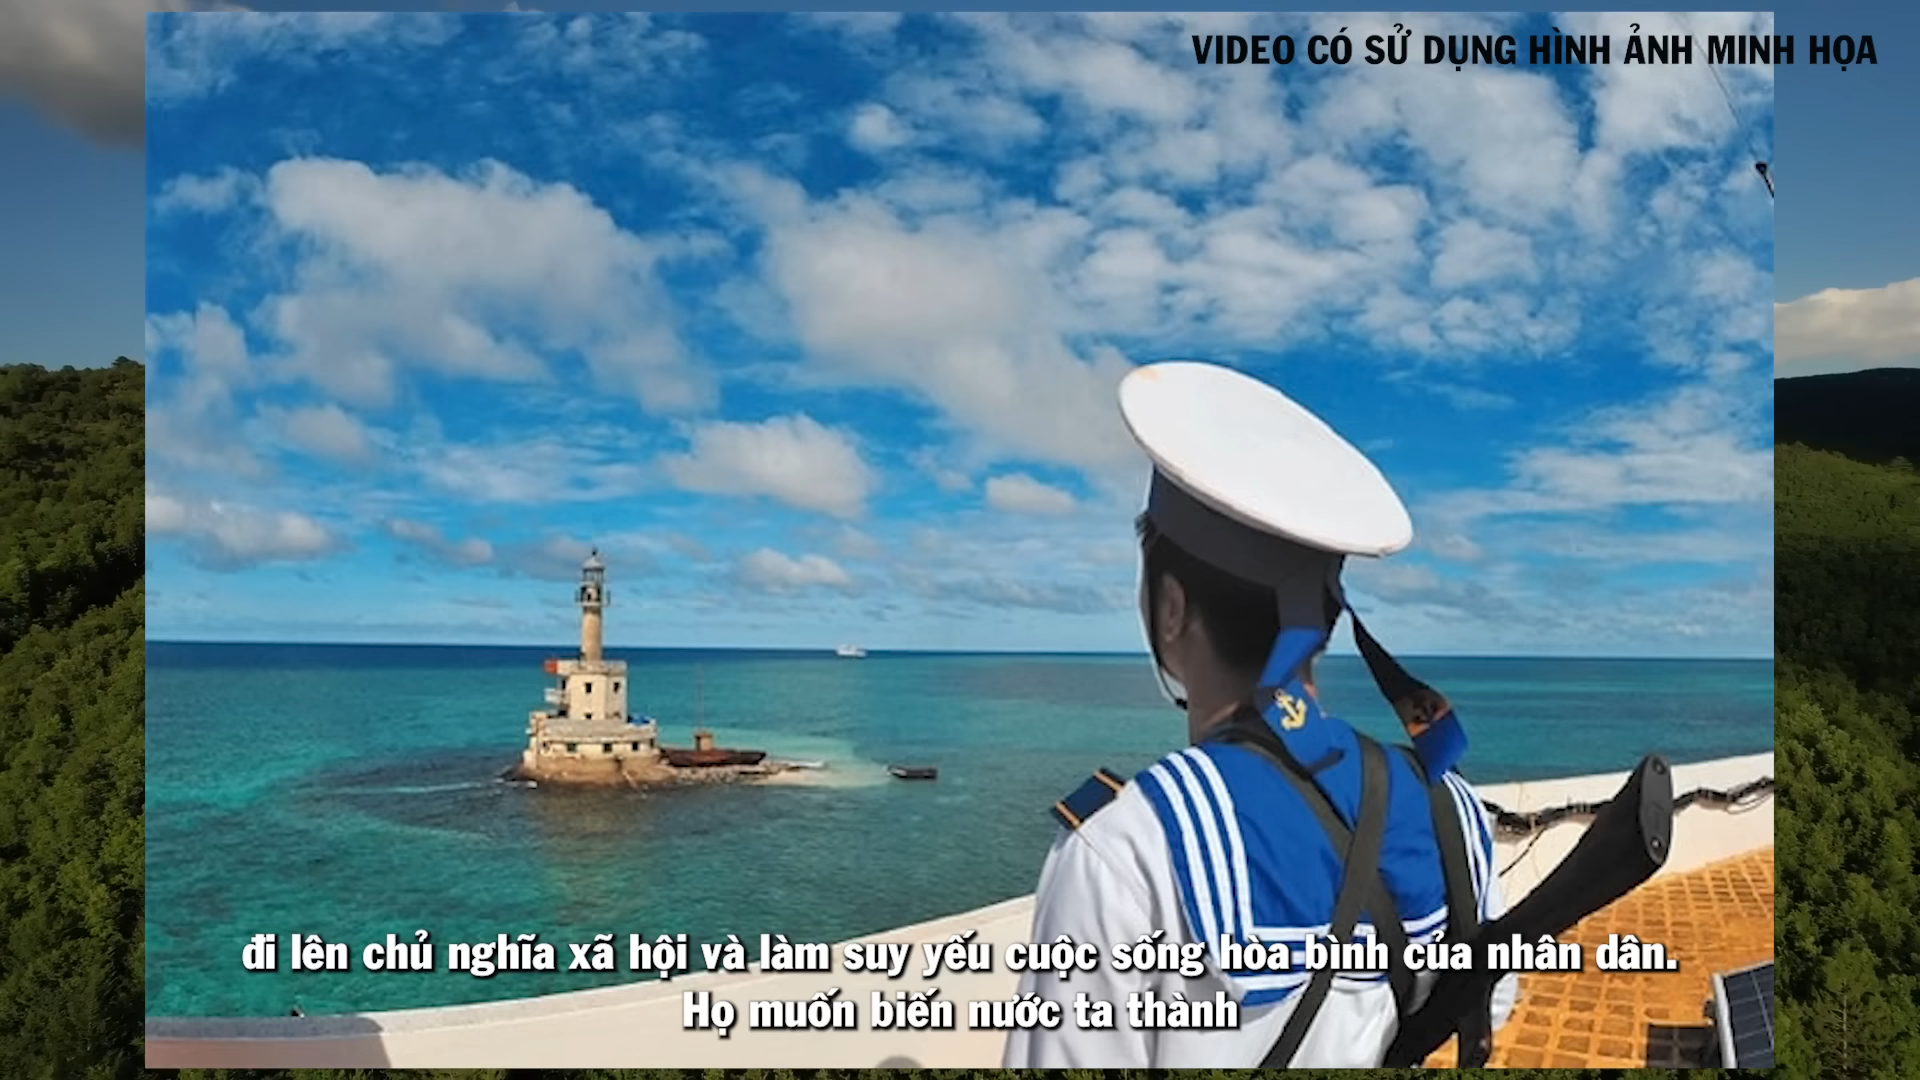 VIDEO CÓ SỬ DỤNG HÌNH ẢNH MINH HỌA
đi lên chủ nghĩa xã hội và làm suy yếu cuộc sống hòa bình của nhân dân.
Họ muốn biến nước ta thành